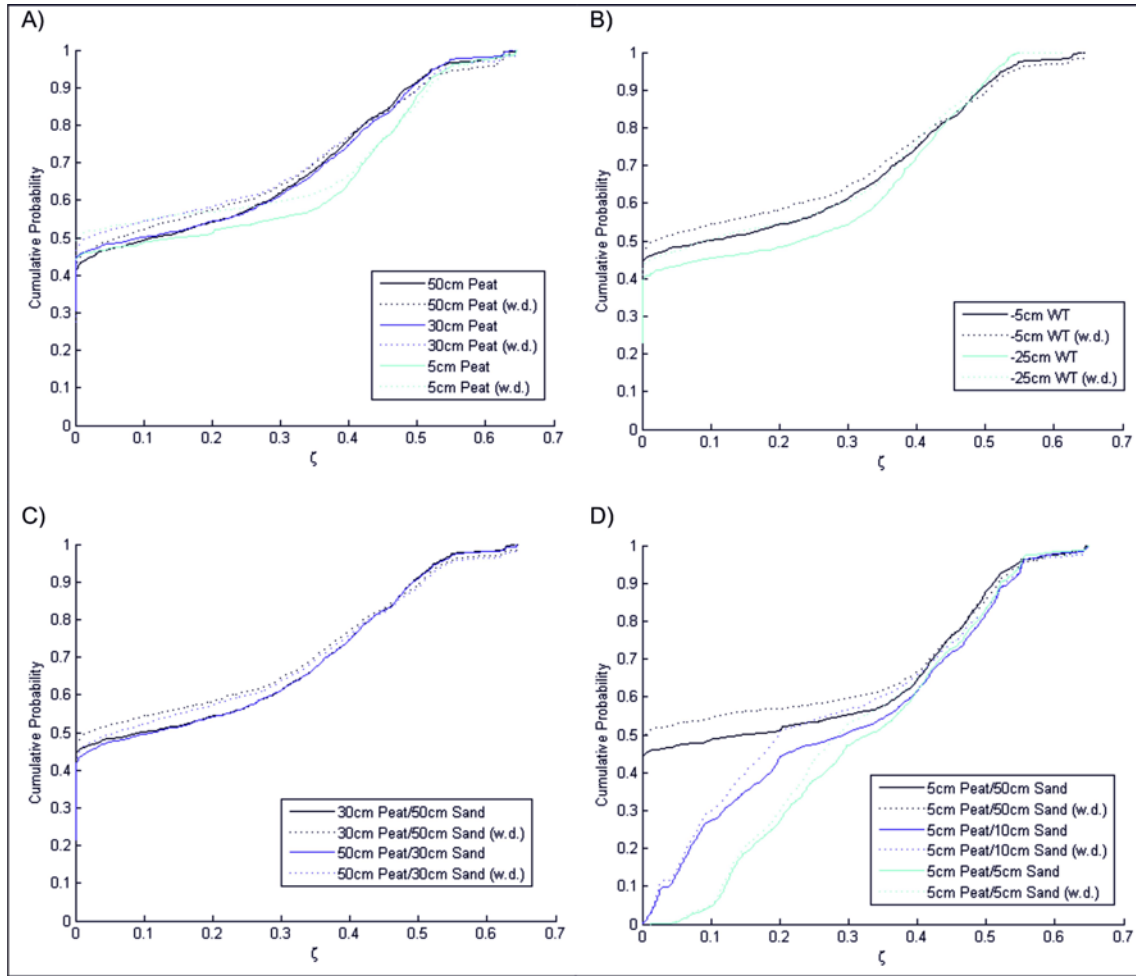 A)
1
0.9
0.8
0.7
0.6
0.5
0.4
0.3
0.2
0.1
0
Cumulative Probability
50cm Peat
50cm Peat (w.d.)
30cm Peat
30cm Peat (w.d.)
5cm Peat
5cm Peat (w.d.)
0 0.1 0.2 0.3 0.4 0.5 0.6 0.7
ζ
B)
1
0.9
0.8
0.7
0.6
0.5
0.4
0.3
0.2
0.1
0
Cumulative Probability
-5cm WT
-5cm WT (w.d.)
-25cm WT
-25cm WT (w.d.)
0 0.1 0.2 0.3 0.4 0.5 0.6 0.7
ζ
C)
1
0.9
0.8
0.7
0.6
0.5
0.4
0.3
0.2
0.1
0
Cumulative Probability
30cm Peat/50cm Sand
30cm Peat/50cm Sand (w.d.)
50cm Peat/30cm Sand
50cm Peat/30cm Sand (w.d.)
0 0.1 0.2 0.3 0.4 0.5 0.6 0.7
ζ
D)
1
0.9
0.8
0.7
0.6
0.5
0.4
0.3
0.2
0.1
0
Cumulative Probability
5cm Peat/50cm Sand
5cm Peat/50cm Sand (w.d.)
5cm Peat/10cm Sand
5cm Peat/10cm Sand (w.d.)
5cm Peat/5cm Sand
5cm Peat/5cm Sand (w.d.)
0 0.1 0.2 0.3 0.4 0.5 0.6 0.7
ζ